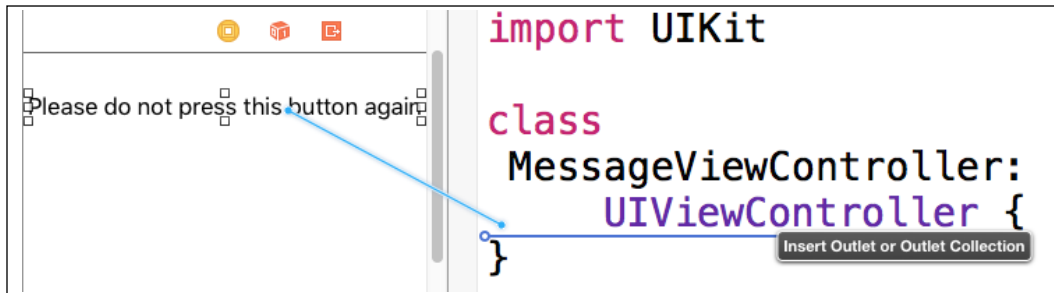 import UIKit
Please do not press this button again
class
MessageViewController:
UIViewController {
Insert Outlet or Outlet Collection
}